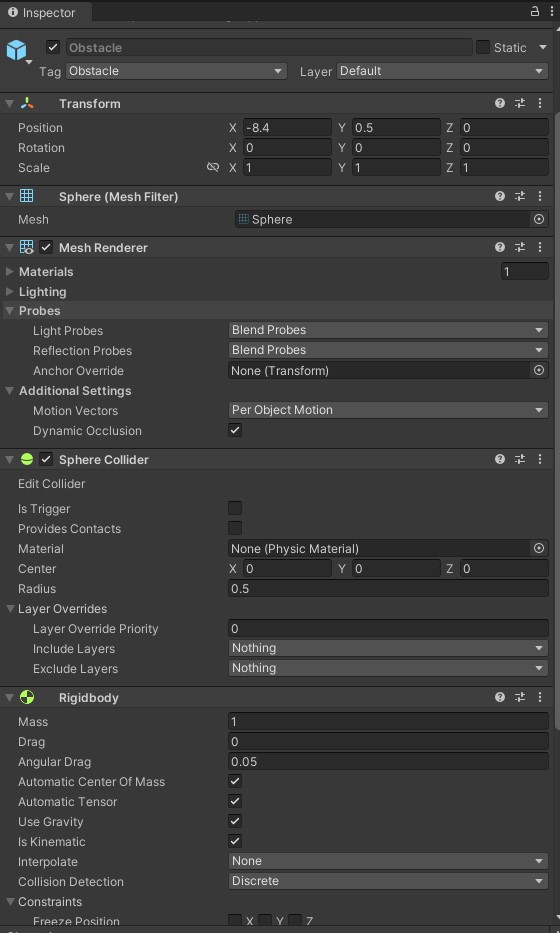 Inspector
Obstacle Static
Tag Obstacle Layer Default
Transform
Position X -8.4 Y 0.5 Z 0
Rotation X 0 Y 0 Z 0
Scale X 1 Y 1 Z 1
Sphere (Mesh Filter)
Mesh Sphere
Mesh Renderer
Materials 1
Lighting
Probes
Light Probes Blend Probes
Reflection Probes Blend Probes
Anchor Override None (Transform)
Additional Settings
Motion Vectors Per Object Motion
Dynamic Occlusion
Sphere Collider
Edit Collider
Is Trigger
Provides Contacts
Material None (Physic Material)
Center X 0 Y 0 Z 0
Radius 0.5
Layer Overrides
Layer Override Priority 0
Include Layers Nothing
Exclude Layers Nothing
Rigidbody
Mass 1
Drag 0
Angular Drag 0.05
Automatic Center Of Mass
Automatic Tensor
Use Gravity
Is Kinematic
Interpolate None
Collision Detection Discrete
Constraints
Freeze Position X Y Z